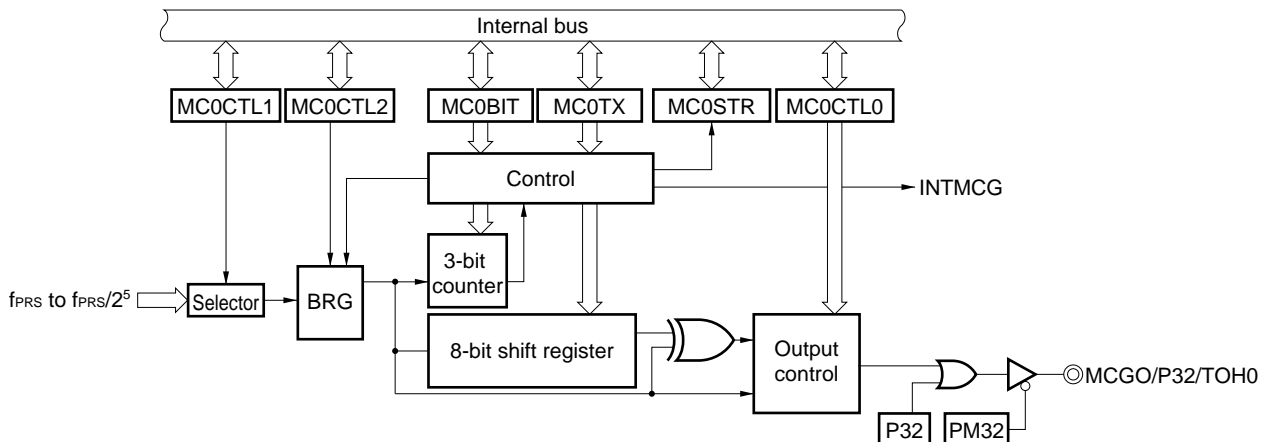 Internal bus
MC0CTL1
MC0CTL2
MC0BIT
MC0TX
MC0STR
MC0CTL0
Control
INTMCG
3-bit
counter
fPRS to fPRS/2⁵
Selector
BRG
8-bit shift register
Output
control
MCGO/P32/TOH0
P32
PM32